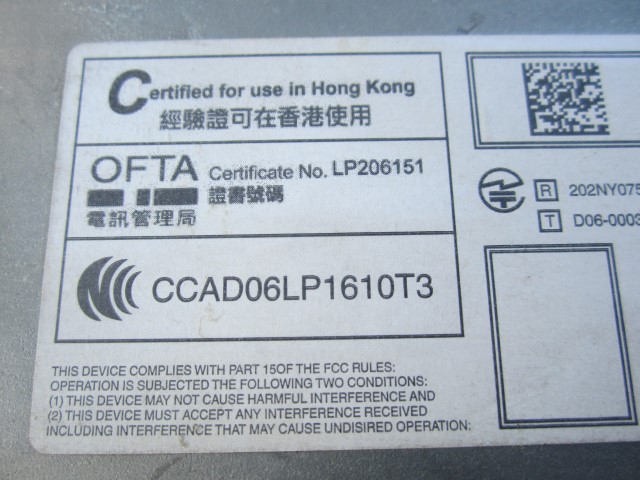 Certified for use in Hong Kong
經驗證可在香港使用
OFTA Certificate No. LP206151
電訊管理局 證書號碼
NCC CCAD06LP1610T3
R 202NY075
T D06-0003
THIS DEVICE COMPLIES WITH PART 15OF THE FCC RULES:
OPERATION IS SUBJECTED THE FOLLOWING TWO CONDITIONS:
(1) THIS DEVICE MAY NOT CAUSE HARMFUL INTERFERENCE AND
(2) THIS DEVICE MUST ACCEPT ANY INTERFERENCE RECEIVED
INCLUDING INTERFERENCE THAT MAY CAUSE UNDISIRED OPERATION: